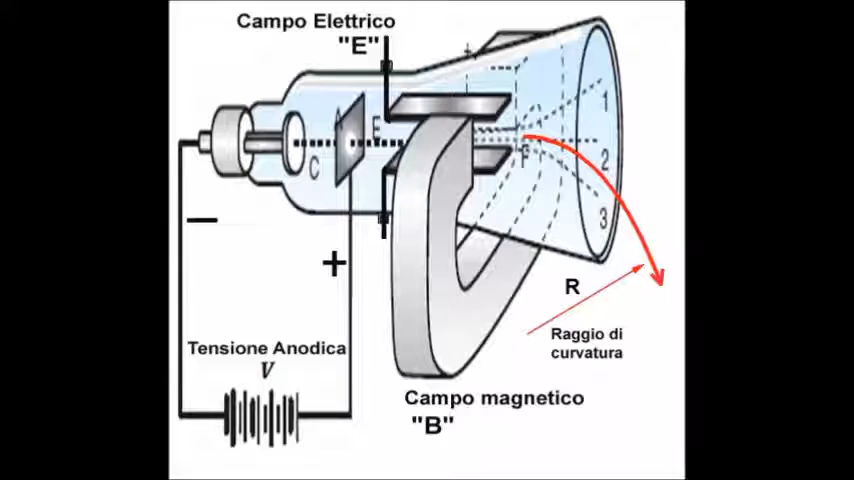 Campo Elettrico
"E"
A
E
C
F
1
2
3
−
+
+
R
Raggio di
curvatura
Tensione Anodica
V
Campo magnetico
"B"